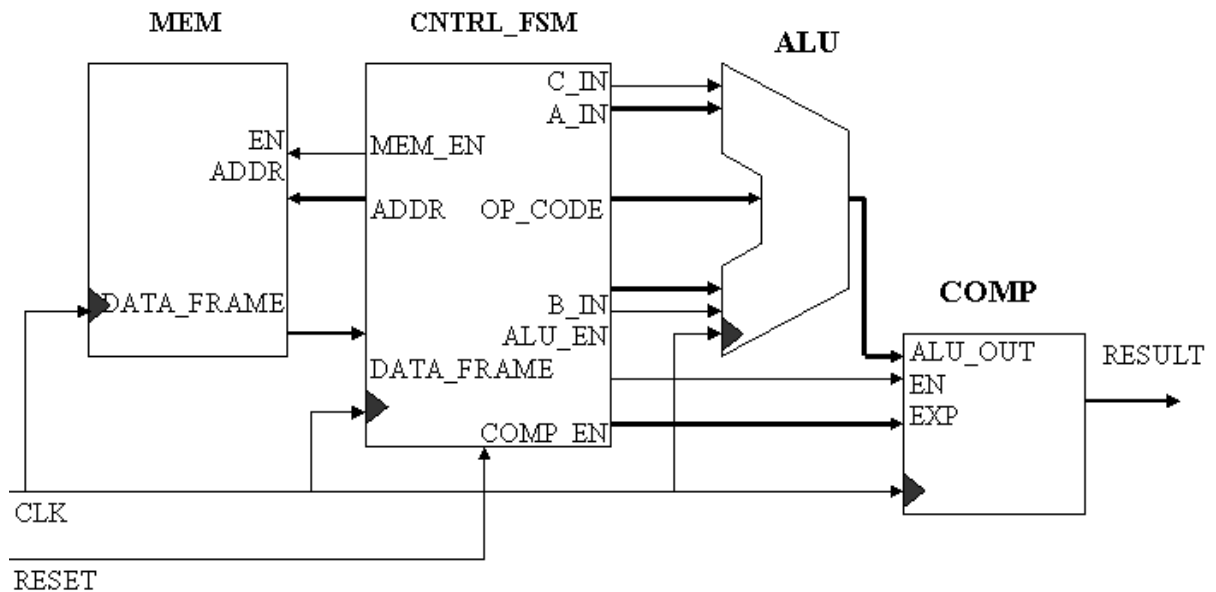 MEM
CNTRL_FSM
ALU
C_IN
A_IN
EN
MEM_EN
ADDR
ADDR
OP_CODE
DATA_FRAME
B_IN
ALU_EN
COMP
DATA_FRAME
ALU_OUT
RESULT
EN
EXP
COMP_EN
CLK
RESET